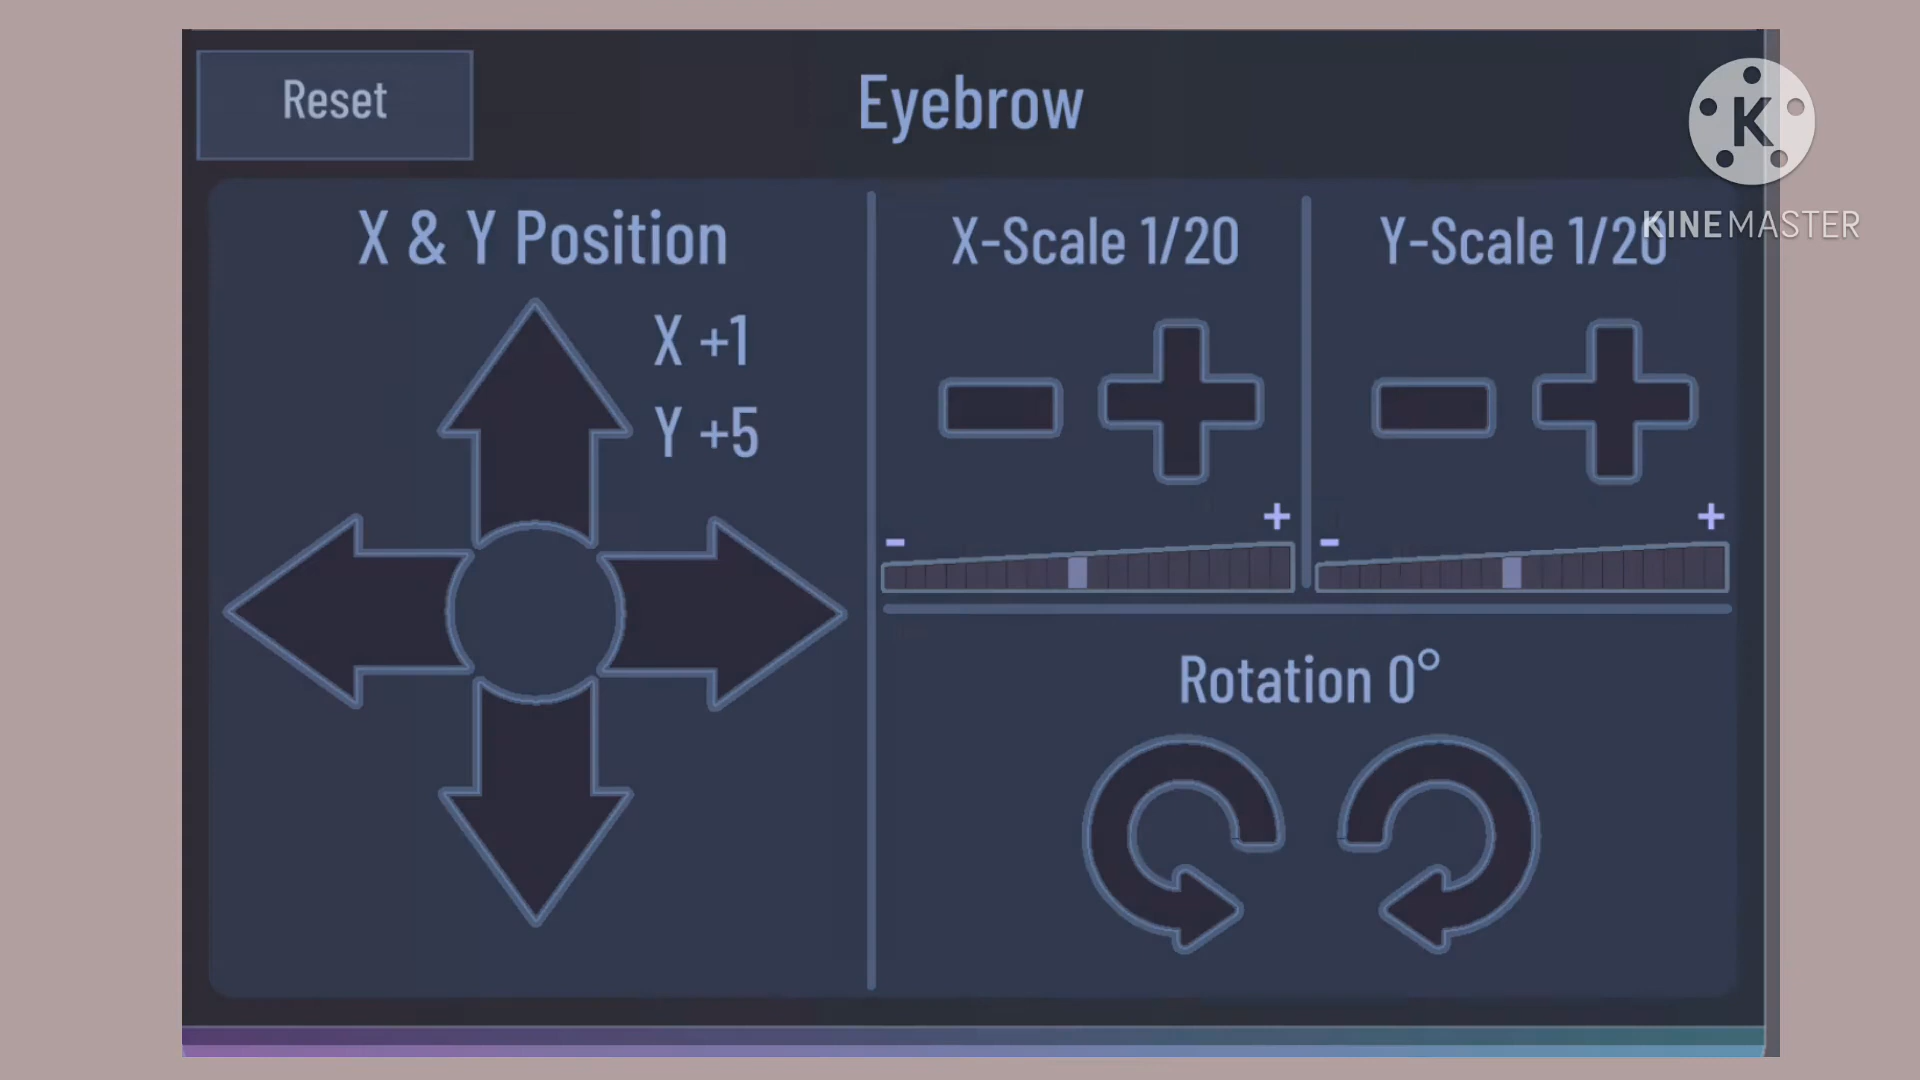 Reset
Eyebrow
K
KINEMASTER
X & Y Position
X +1
Y +5
X-Scale 1/20
- +
Y-Scale 1/20
- +
Rotation 0°